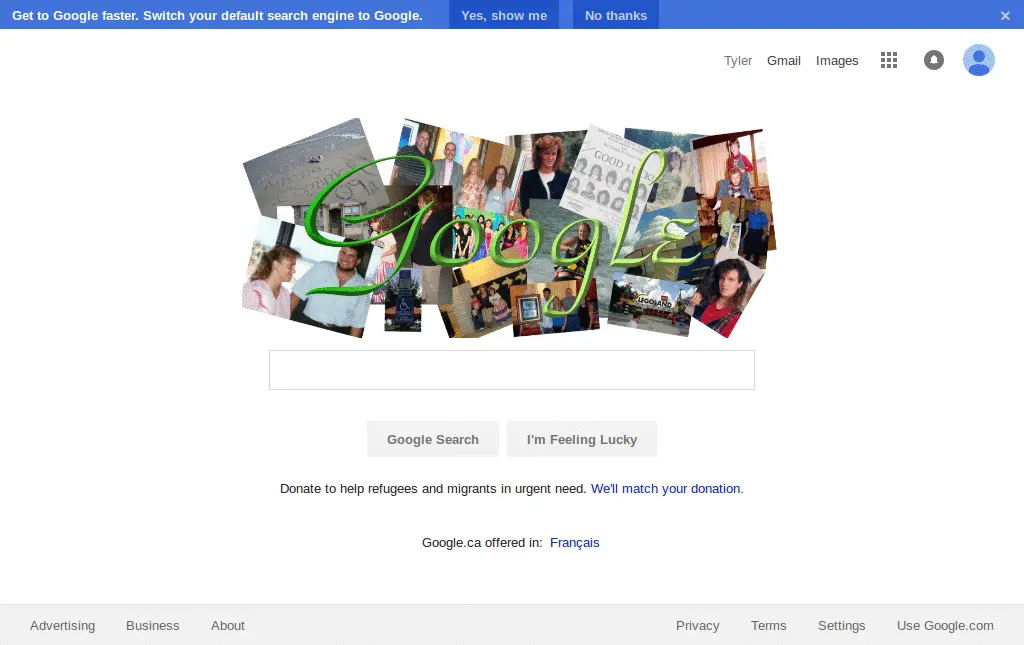 Get to Google faster. Switch your default search engine to Google. Yes, show me No thanks ×
Tyler Gmail Images
GOOD LUCK
GoogLE
LEGOLAND
Google Search I'm Feeling Lucky
Donate to help refugees and migrants in urgent need. We'll match your donation.
Google.ca offered in: Français
Advertising Business About Privacy Terms Settings Use Google.com